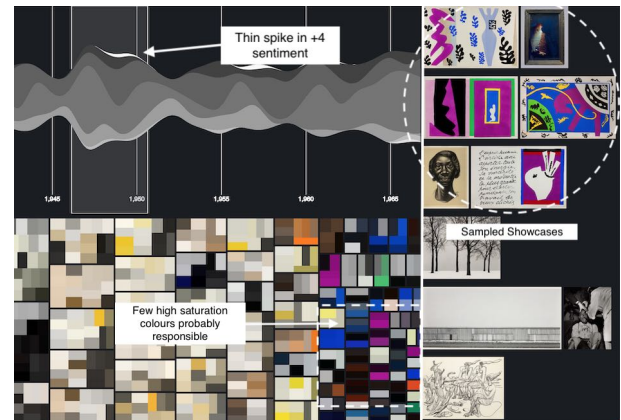 Thin spike in +4
sentiment
1,945
1,950
1,955
1,960
1,965
Sampled Showcases
Few high saturation
colours probably
responsible